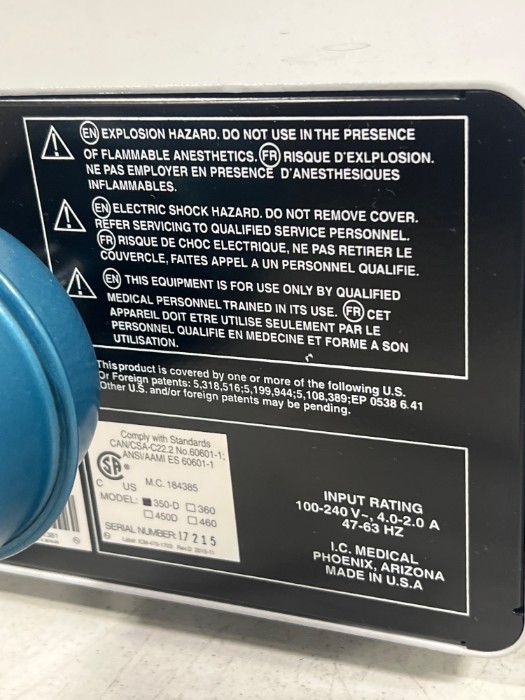 EN EXPLOSION HAZARD. DO NOT USE IN THE PRESENCE
OF FLAMMABLE ANESTHETICS. FR RISQUE D'EXLPLOSION.
NE PAS EMPLOYER EN PRESENCE D'ANESTHESIQUES
INFLAMMABLES.
EN ELECTRIC SHOCK HAZARD. DO NOT REMOVE COVER.
REFER SERVICING TO QUALIFIED SERVICE PERSONNEL.
FR RISQUE DE CHOC ELECTRIQUE, NE PAS RETIRER LE
COUVERCLE, FAITES APPEL A UN PERSONNEL QUALIFIE.
EN THIS EQUIPMENT IS FOR USE ONLY BY QUALIFIED
MEDICAL PERSONNEL TRAINED IN ITS USE. FR CET
APPAREIL DOIT ETRE UTILISE SEULEMENT PAR LE
PERSONNEL QUALIFIE EN MEDECINE ET FORME A SON
UTILISATION.
This product is covered by one or more of the following U.S.
Or Foreign patents: 5,318,516;5,199,944;5,108,389;EP 0538 6.41
Other U.S. and/or foreign patents may be pending.
Comply with Standards
CAN/CSA-C22.2 No.60601-1;
ANSI/AAMI ES 60601-1
C US
M.C. 184385
MODEL: 350-D 360
450D 460
SERIAL NUMBER: 17215
INPUT RATING
100-240 V~, 4.0-2.0 A
47-63 HZ
I.C. MEDICAL
PHOENIX, ARIZONA
MADE IN U.S.A